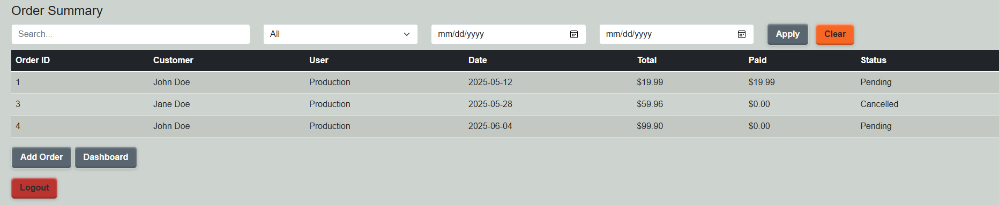 Order Summary
Search... All mm/dd/yyyy mm/dd/yyyy Apply Clear
Order ID Customer User Date Total Paid Status
1 John Doe Production 2025-05-12 $19.99 $19.99 Pending
3 Jane Doe Production 2025-05-28 $59.96 $0.00 Cancelled
4 John Doe Production 2025-06-04 $99.90 $0.00 Pending
Add Order Dashboard
Logout